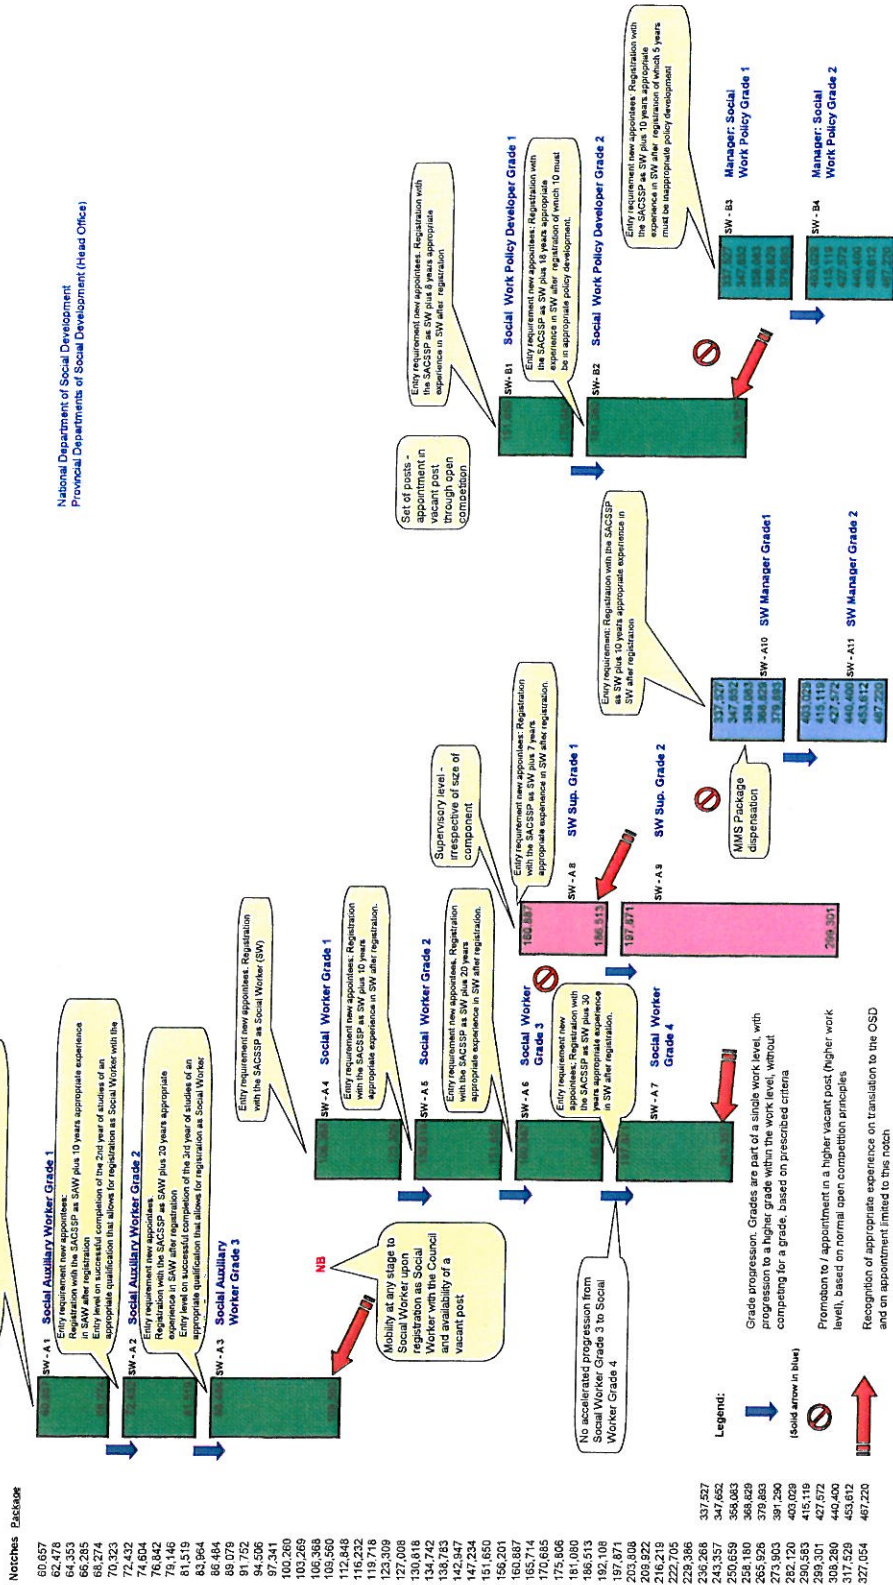 Notches Package
60,657
62,478
64,353
66,285
68,274
70,323
72,432
74,604
76,842
79,146
81,519
83,964
86,484
89,079
91,752
94,506
97,341
100,260
103,269
106,368
109,560
112,848
116,232
119,718
123,309
127,008
130,818
134,742
138,783
142,947
147,234
151,650
156,201
160,887
165,714
170,685
175,806
181,080
186,513
192,108
197,871
203,808
209,922
216,219
222,705
229,386
236,268
243,357
250,659
258,180
265,926
273,903
282,120
290,583
299,301
308,280
317,529
327,054
337,527
347,652
358,083
368,829
379,893
391,290
403,029
415,119
427,572
440,400
453,612
467,220
National Department of Social Development
Provincial Departments of Social Development (Head Office)
SW - A 1 Social Auxiliary Worker Grade 1
Entry requirement new appointees:
Registration with the SACSSP as SAW plus 10 years appropriate experience
in SAW after registration
Entry level on successful completion of the 2nd year of studies of an
appropriate qualification that allows for registration as Social Worker with the
SW - A 2 Social Auxiliary Worker Grade 2
Entry requirement new appointees.
Registration with the SACSSP as SAW plus 20 years appropriate
experience in SAW after registration
Entry level on successful completion of the 3rd year of studies of an
appropriate qualification that allows for registration as Social Worker
SW - A 3 Social Auxiliary
Worker Grade 3
NB
Mobility at any stage to
Social Worker upon
registration as Social
Worker with the Council
and availability of a
vacant post
Entry requirement new appointees. Registration
with the SACSSP as Social Worker (SW)
SW - A 4 Social Worker Grade 1
Entry requirement new appointees: Registration
with the SACSSP as SW plus 10 years
appropriate experience in SW after registration.
SW - A 5 Social Worker Grade 2
Entry requirement new appointees, Registration
with the SACSSP as SW plus 20 years
appropriate experience in SW after registration.
SW - A 6 Social Worker
Grade 3
Entry requirement new
appointees; Registration with
the SACSSP as SW plus 30
years appropriate experience
in SW after registration.
SW - A 7 Social Worker
Grade 4
No accelerated progression from
Social Worker Grade 3 to Social
Worker Grade 4
Supervisory level -
irrespective of size of
component
Entry requirement new appointees: Registration
with the SACSSP as SW plus 7 years
appropriate experience in SW after registration.
160,887
186,513
SW - A 8 SW Sup. Grade 1
197,871
299,301
SW - A 9 SW Sup. Grade 2
MMS Package
dispensation
Entry requirement: Registration with the SACSSP
as SW plus 10 years appropriate experience in
SW after registration
337,527
347,652
358,083
368,829
379,893
SW - A10 SW Manager Grade1
403,029
415,119
427,572
440,400
453,612
467,220
SW - A11 SW Manager Grade 2
Set of posts -
appointment in
vacant post
through open
competition
Entry requirement new appointees. Registration with
the SACSSP as SW plus 8 years appropriate
experience in SW after registration
SW- B1 Social Work Policy Developer Grade 1
Entry requirement new appointees: Registration with
the SACSSP as SW plus 18 years appropriate
experience in SW after registration of which 10 must
be in appropriate policy development.
SW- B2 Social Work Policy Developer Grade 2
Entry requirement new appointees' Registration with
the SACSSP as SW plus 10 years appropriate
experience in SW after registration of which 5 years
must be inappropriate policy development
337,527
347,652
358,083
368,829
SW - B3 Manager: Social
Work Policy Grade 1
403,029
415,119
427,572
440,400
453,612
467,220
SW - B4 Manager: Social
Work Policy Grade 2
Legend:
Grade progression. Grades are part of a single work level, with
progression to a higher grade within the work level, without
competing for a grade, based on prescribed criteria
(Solid arrow in blue)
Promotion to / appointment in a higher vacant post (higher work
level), based on normal open competition principles
Recognition of appropriate experience on translation to the OSD
and on appointment limited to this notch